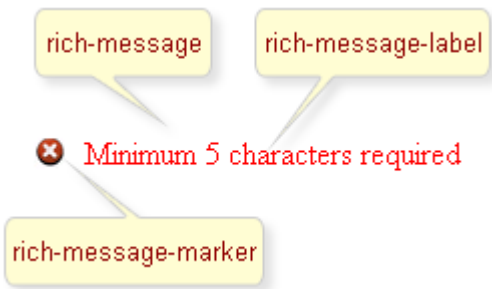 rich-message
rich-message-label
Minimum 5 characters required
rich-message-marker